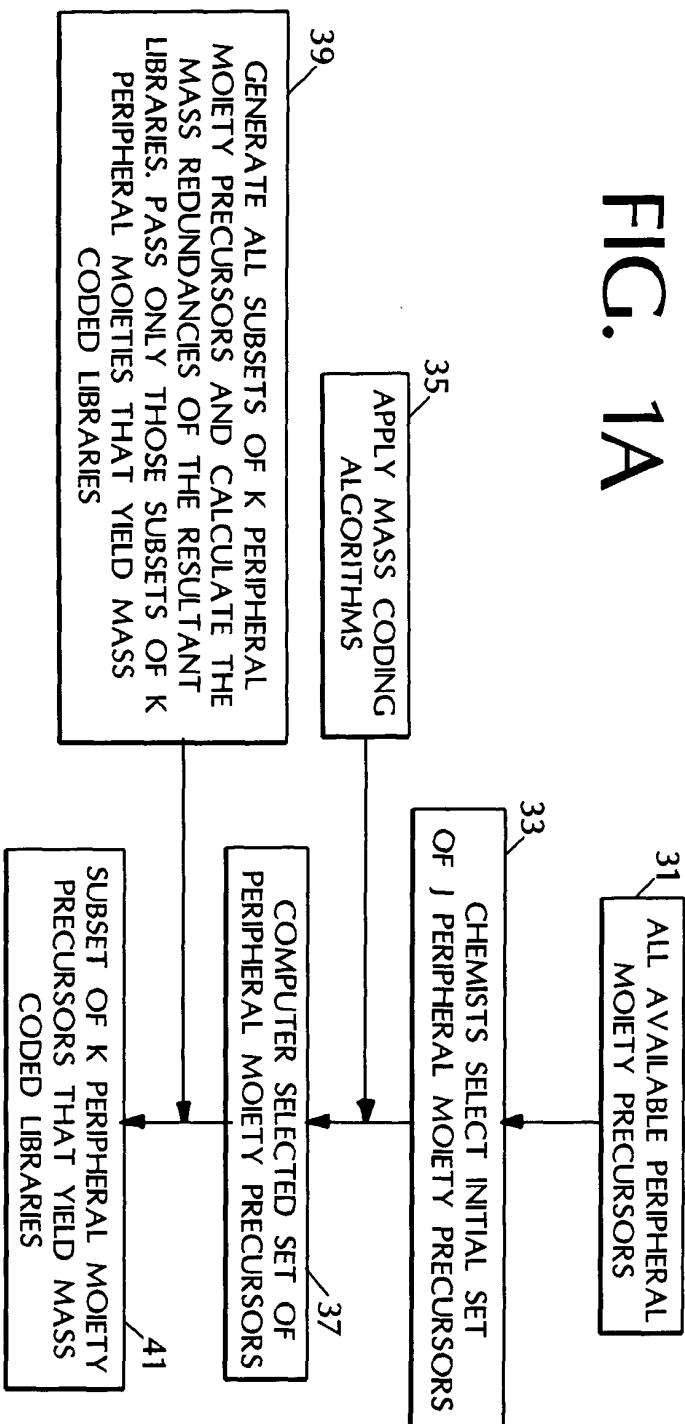 FIG. 1A
31
ALL AVAILABLE PERIPHERAL
MOIETY PRECURSORS
33
CHEMISTS SELECT INITIAL SET
OF J PERIPHERAL MOIETY PRECURSORS
35
APPLY MASS CODING
ALGORITHMS
COMPUTER SELECTED SET OF
PERIPHERAL MOIETY PRECURSORS
37
39
GENERATE ALL SUBSETS OF K PERIPHERAL
MOIETY PRECURSORS AND CALCULATE THE
MASS REDUNDANCIES OF THE RESULTANT
LIBRARIES. PASS ONLY THOSE SUBSETS OF K
PERIPHERAL MOIETIES THAT YIELD MASS
CODED LIBRARIES
SUBSET OF K PERIPHERAL MOIETY
PRECURSORS THAT YIELD MASS
CODED LIBRARIES
41